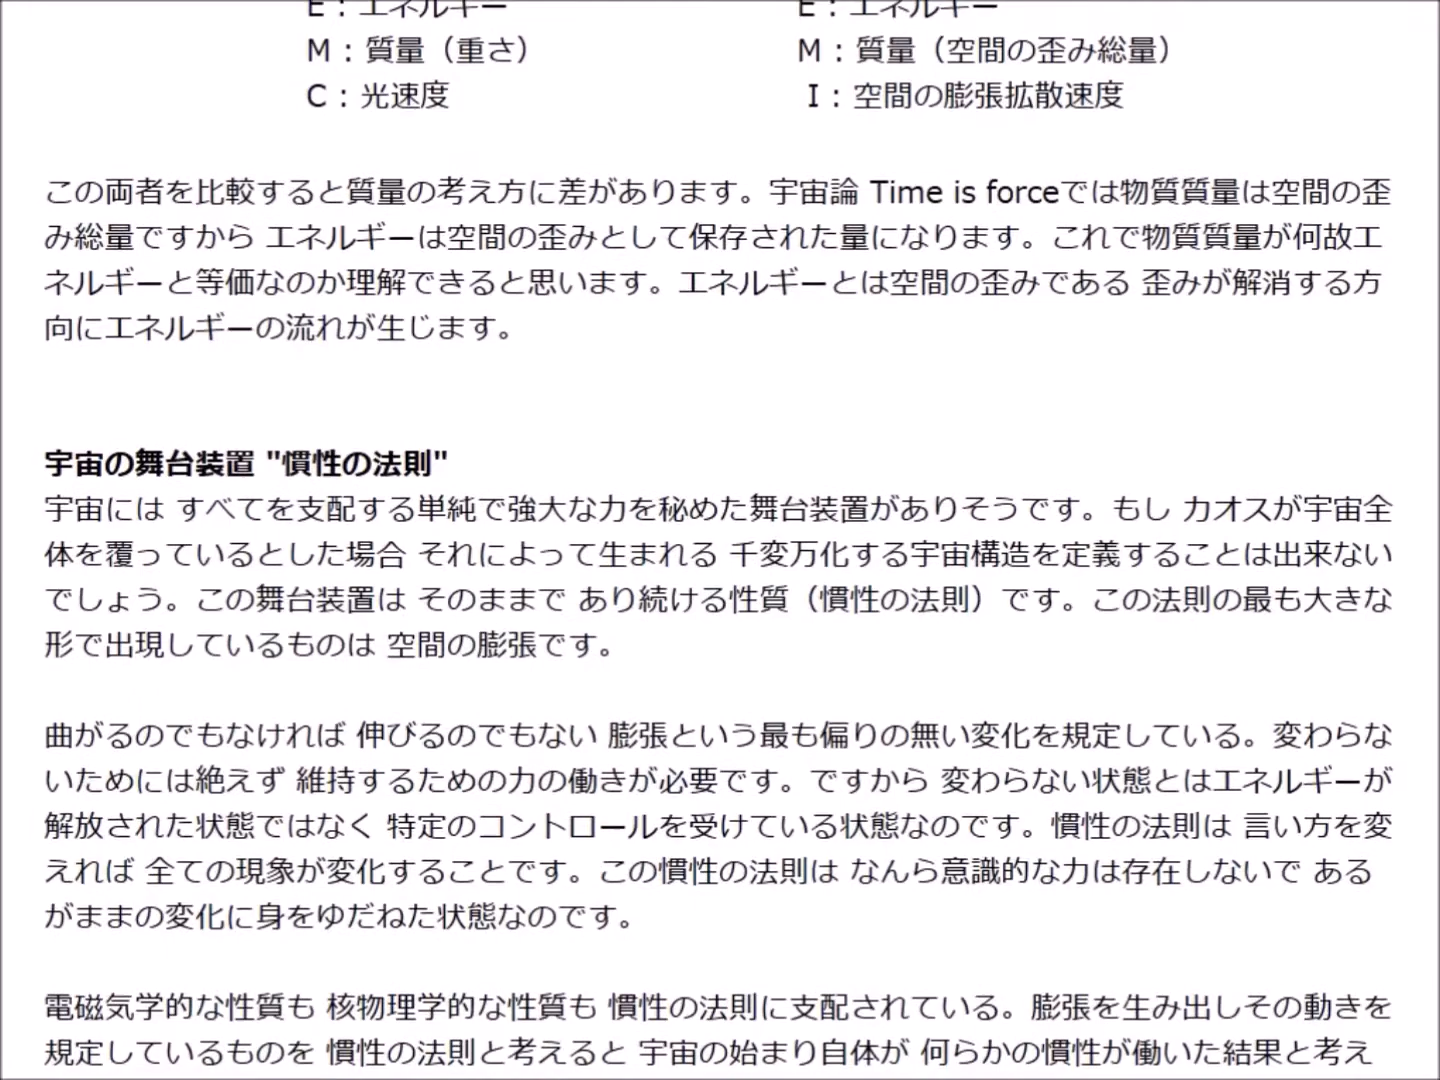 E：エネルギー E：エネルギー
M：質量（重さ） M：質量（空間の歪み総量）
C：光速度 I：空間の膨張拡散速度
この両者を比較すると質量の考え方に差があります。宇宙論 Time is forceでは物質質量は空間の歪
み総量ですから エネルギーは空間の歪みとして保存された量になります。これで物質質量が何故エ
ネルギーと等価なのか理解できると思います。エネルギーとは空間の歪みである 歪みが解消する方
向にエネルギーの流れが生じます。
宇宙の舞台装置 "慣性の法則"
宇宙には すべてを支配する単純で強大な力を秘めた舞台装置がありそうです。もし カオスが宇宙全
体を覆っているとした場合 それによって生まれる 千変万化する宇宙構造を定義することは出来ない
でしょう。この舞台装置は そのままで あり続ける性質（慣性の法則）です。この法則の最も大きな
形で出現しているものは 空間の膨張です。
曲がるのでもなければ 伸びるのでもない 膨張という最も偏りの無い変化を規定している。変わらな
いためには絶えず 維持するための力の働きが必要です。ですから 変わらない状態とはエネルギーが
解放された状態ではなく 特定のコントロールを受けている状態なのです。慣性の法則は 言い方を変
えれば 全ての現象が変化することです。この慣性の法則は なんら意識的な力は存在しないで ある
がままの変化に身をゆだねた状態なのです。
電磁気学的な性質も 核物理学的な性質も 慣性の法則に支配されている。膨張を生み出しその動きを
規定しているものを 慣性の法則と考えると 宇宙の始まり自体が 何らかの慣性が働いた結果と考え